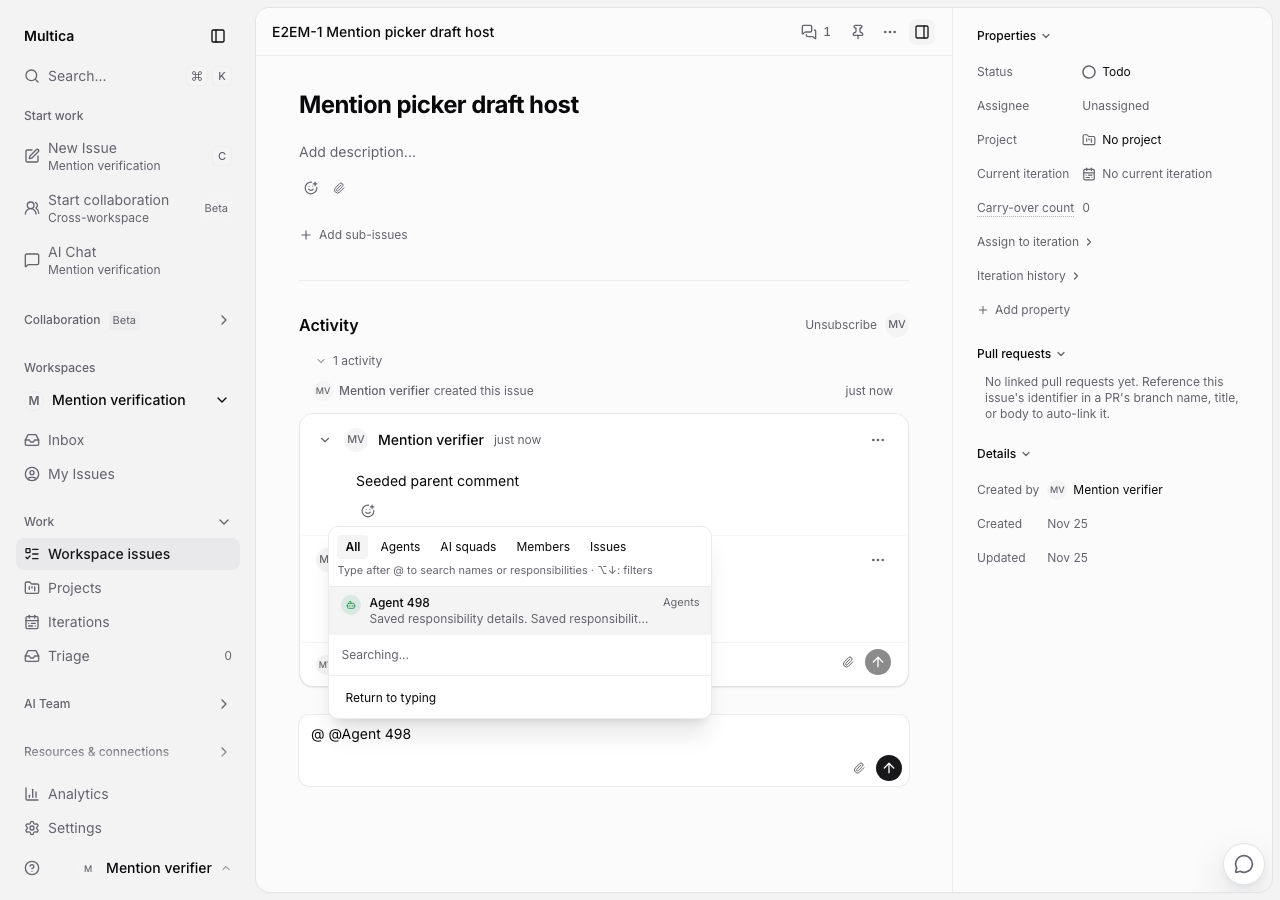 Multica
Search...
⌘ K
Start work
New Issue
Mention verification
C
Start collaboration
Cross-workspace
Beta
AI Chat
Mention verification
Collaboration Beta
Workspaces
M Mention verification
Inbox
My Issues
Work
Workspace issues
Projects
Iterations
Triage 0
AI Team
Resources & connections
Analytics
Settings
M Mention verifier
E2EM-1 Mention picker draft host
1
Mention picker draft host
Add description...
Add sub-issues
Activity
Unsubscribe MV
1 activity
MV Mention verifier created this issue just now
MV Mention verifier just now
Seeded parent comment
All Agents AI squads Members Issues
Type after @ to search names or responsibilities · ⌥↓: filters
Agent 498 Agents
Saved responsibility details. Saved responsibilit...
Searching...
Return to typing
@ @Agent 498
Properties
Status Todo
Assignee Unassigned
Project No project
Current iteration No current iteration
Carry-over count 0
Assign to iteration
Iteration history
Add property
Pull requests
No linked pull requests yet. Reference this
issue's identifier in a PR's branch name, title,
or body to auto-link it.
Details
Created by MV Mention verifier
Created Nov 25
Updated Nov 25